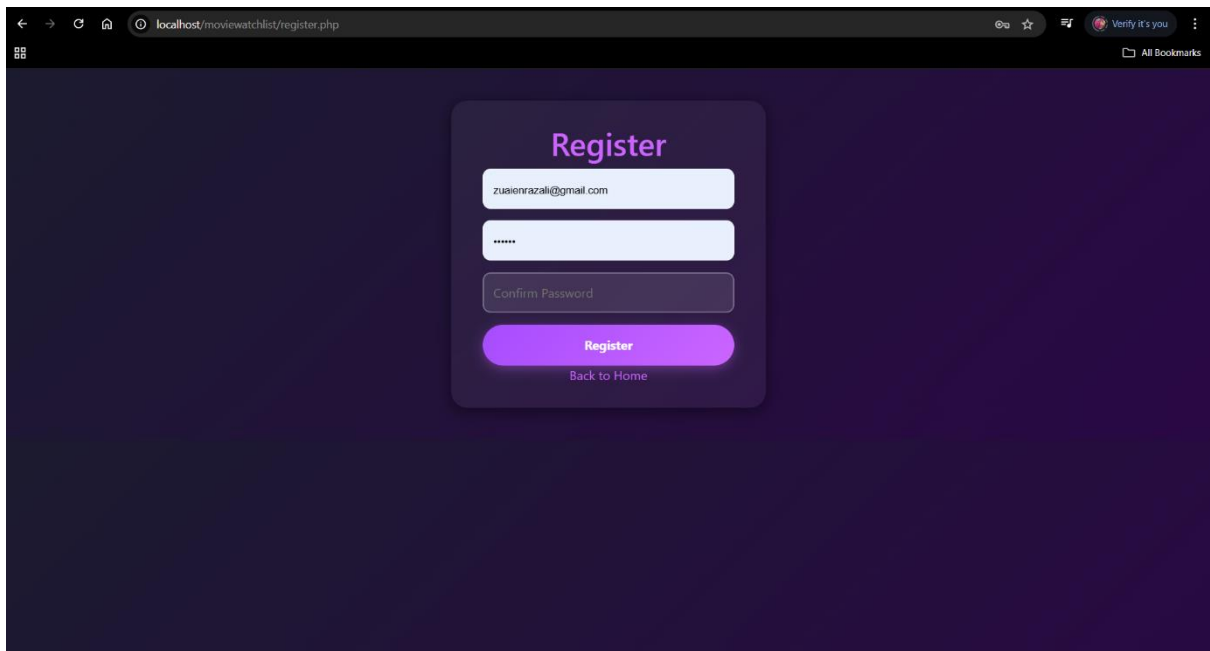 localhost/moviewatchlist/register.php
Verify it's you
All Bookmarks
Register
zuaienrazali@gmail.com
••••••
Confirm Password
Register
Back to Home